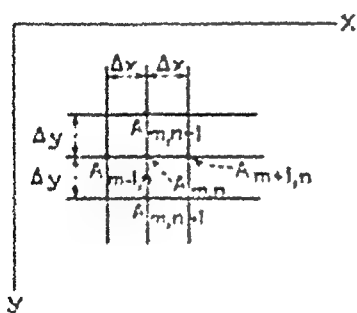 X
Δx Δx
Δy A m,n-1
Δy A m-1,n A m,n A m+1,n
A m,n+1
y